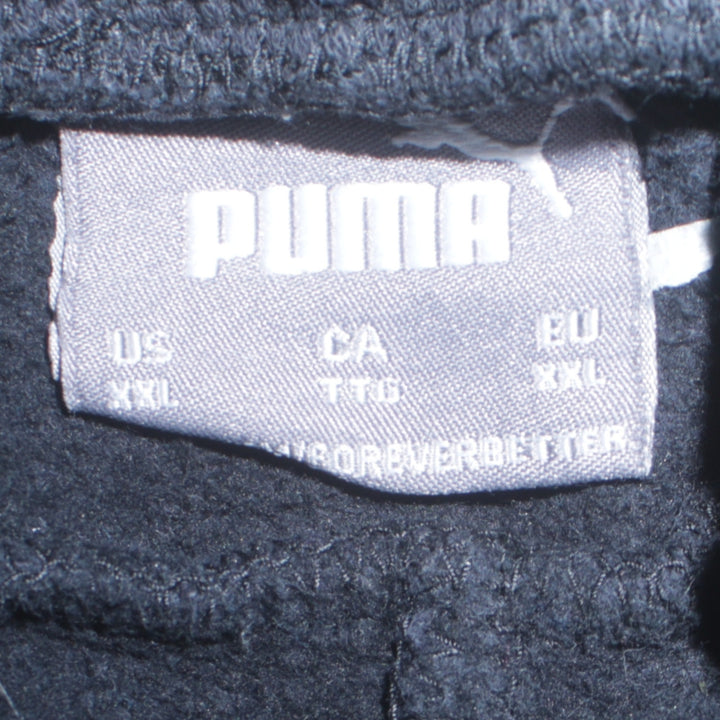 PUMA
US CA EU
XXL TTG XXL
/FOREVERBETTER